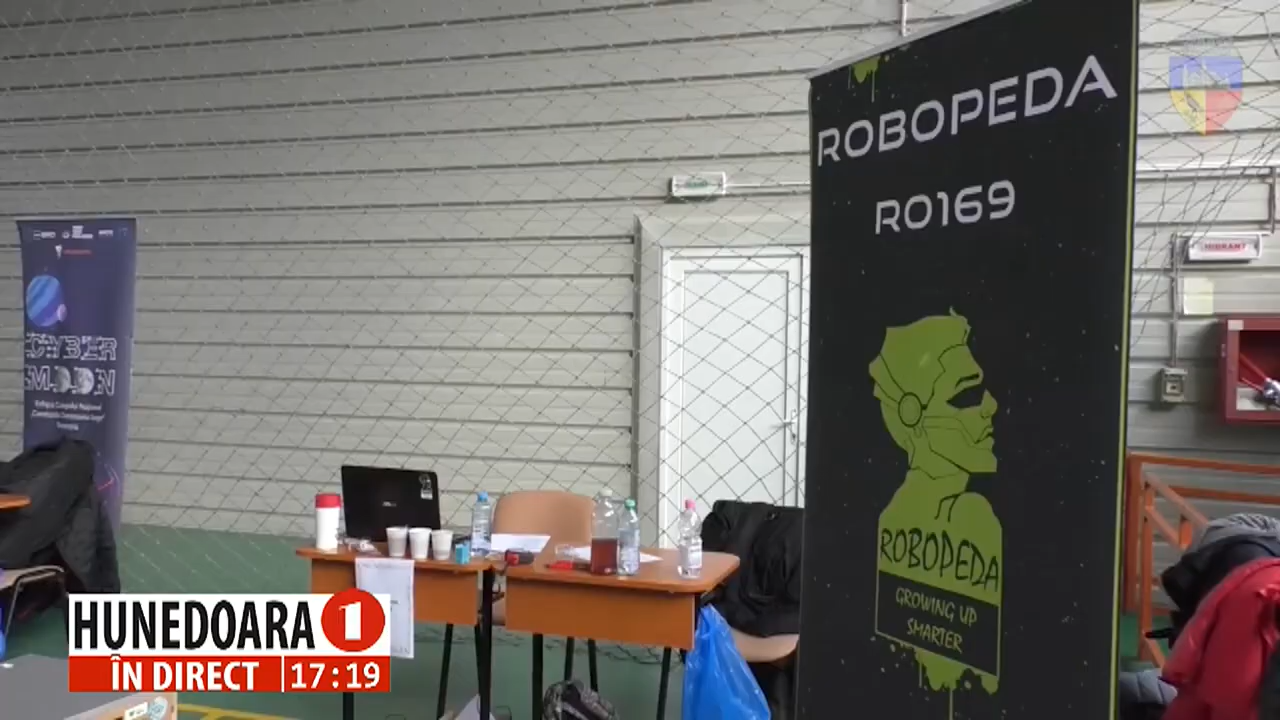 ROBOPEDA
RO169
HIDRANT
CYBER
MOON
ROBOPEDA
GROWING UP
SMARTER
HUNEDOARA 1
ÎN DIRECT 17:19